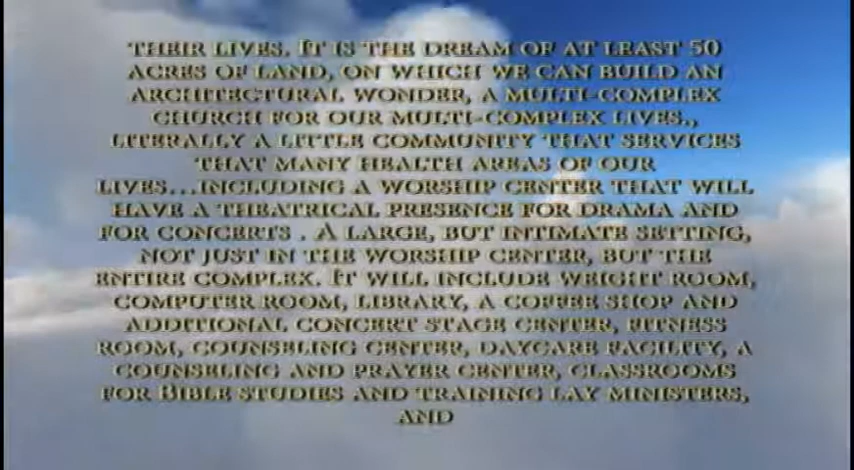 THEIR LIVES. IT IS THE DREAM OF AT LEAST 50
ACRES OF LAND, ON WHICH WE CAN BUILD AN
ARCHITECTURAL WONDER, A MULTI-COMPLEX
CHURCH FOR OUR MULTI-COMPLEX LIVES.,
LITERALLY A LITTLE COMMUNITY THAT SERVICES
THAT MANY HEALTH AREAS OF OUR
LIVES...INCLUDING A WORSHIP CENTER THAT WILL
HAVE A THEATRICAL PRESENCE FOR DRAMA AND
FOR CONCERTS . A LARGE, BUT INTIMATE SETTING,
NOT JUST IN THE WORSHIP CENTER, BUT THE
ENTIRE COMPLEX. IT WILL INCLUDE WEIGHT ROOM,
COMPUTER ROOM, LIBRARY, A COFFEE SHOP AND
ADDITIONAL CONCERT STAGE CENTER, FITNESS
ROOM, COUNSELING CENTER, DAYCARE FACILITY, A
COUNSELING AND PRAYER CENTER, CLASSROOMS
FOR BIBLE STUDIES AND TRAINING LAY MINISTERS,
AND